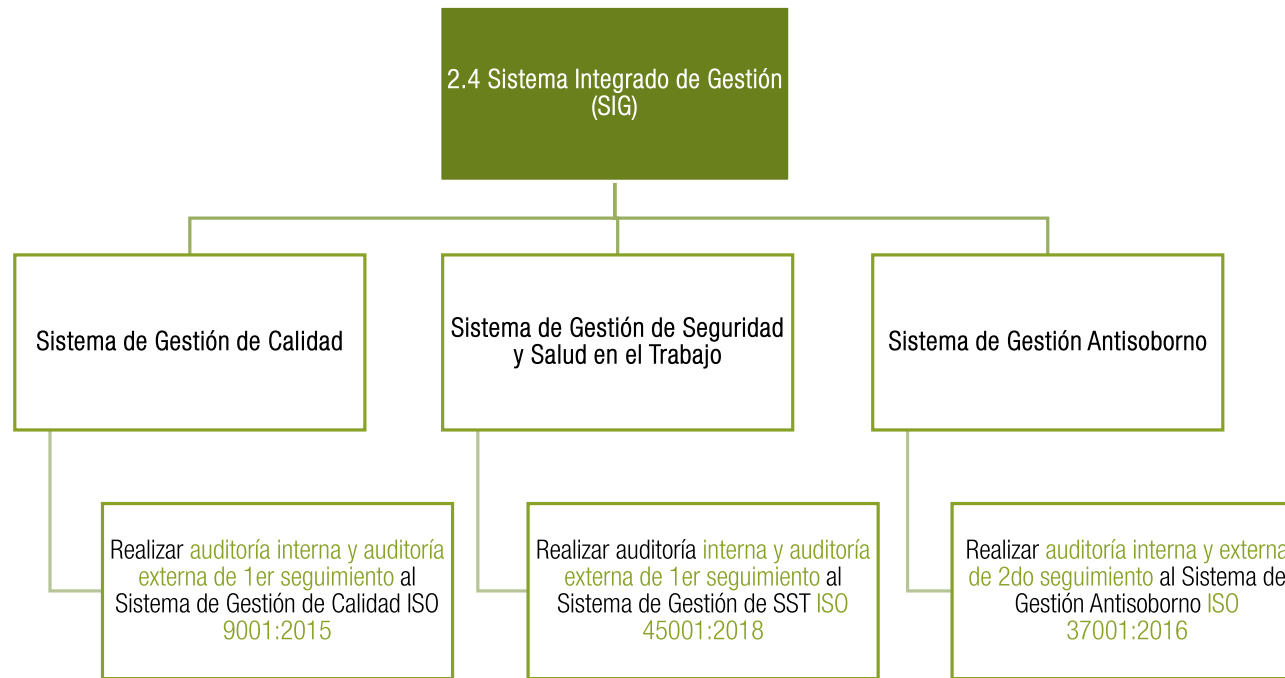 2.4 Sistema Integrado de Gestión
(SIG)
Sistema de Gestión de Calidad
Sistema de Gestión de Seguridad
y Salud en el Trabajo
Sistema de Gestión Antisoborno
Realizar auditoría interna y auditoría
externa de 1er seguimiento al
Sistema de Gestión de Calidad ISO
9001:2015
Realizar auditoría interna y auditoría
externa de 1er seguimiento al
Sistema de Gestión de SST ISO
45001:2018
Realizar auditoría interna y externa
de 2do seguimiento al Sistema de
Gestión Antisoborno ISO
37001:2016